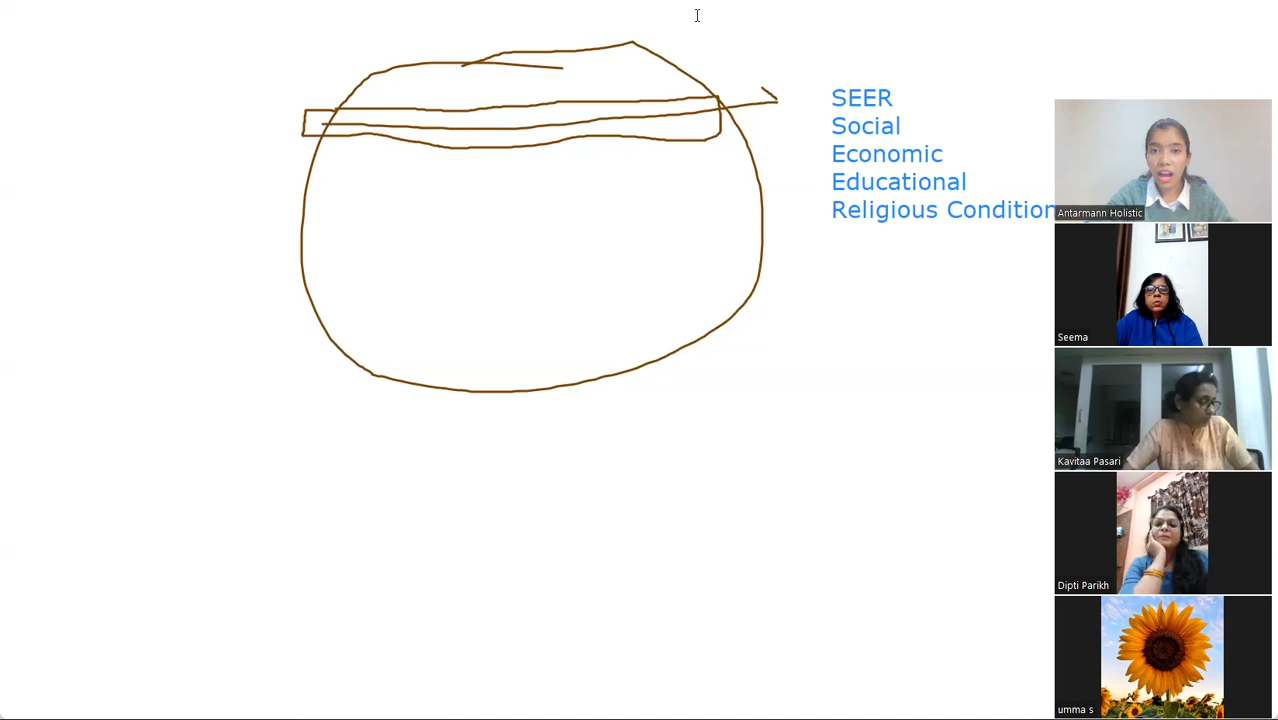 SEER
Social
Economic
Educational
Religious Condition
Antarmann Holistic
Seema
Kavitaa Pasari
Dipti Parikh
umma s